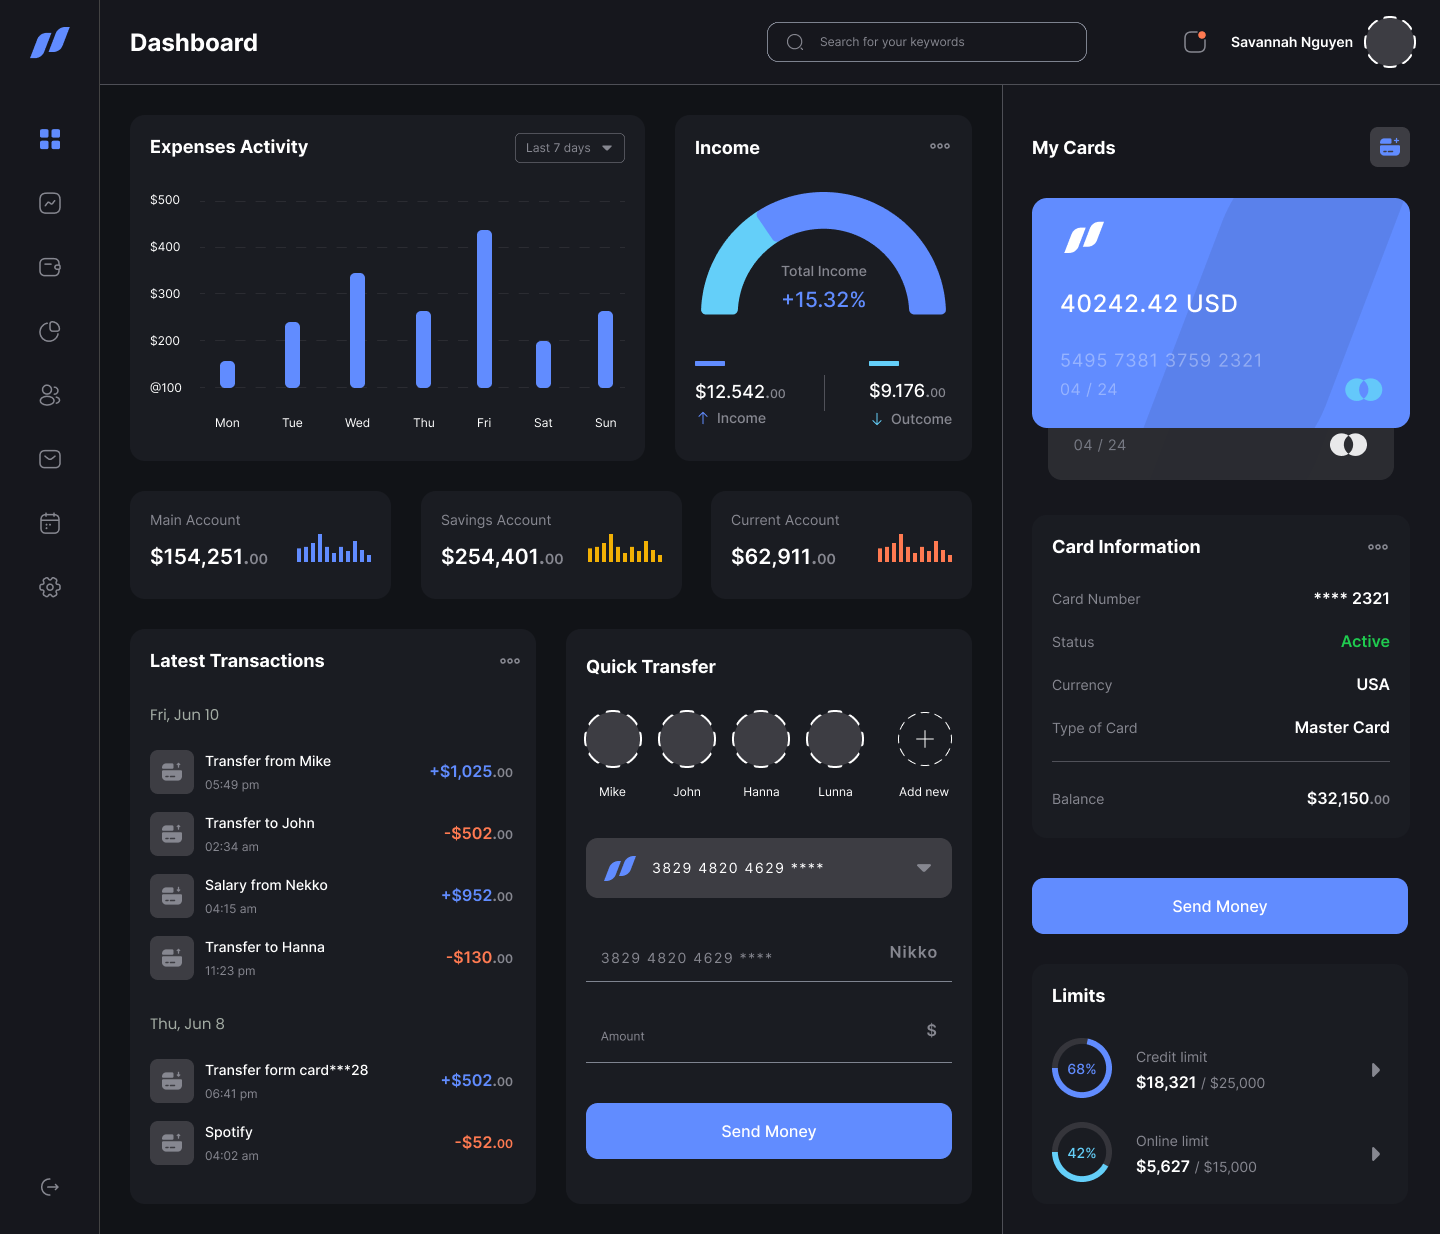 Dashboard
Search for your keywords
Savannah Nguyen
Expenses Activity
Last 7 days
$500
$400
$300
$200
@100
Mon Tue Wed Thu Fri Sat Sun
Income
Total Income
+15.32%
$12.542.00
Income
$9.176.00
Outcome
Main Account
$154,251.00
Savings Account
$254,401.00
Current Account
$62,911.00
Latest Transactions
Fri, Jun 10
Transfer from Mike
05:49 pm
+$1,025.00
Transfer to John
02:34 am
-$502.00
Salary from Nekko
04:15 am
+$952.00
Transfer to Hanna
11:23 pm
-$130.00
Thu, Jun 8
Transfer form card***28
06:41 pm
+$502.00
Spotify
04:02 am
-$52.00
Quick Transfer
Mike John Hanna Lunna Add new
3829 4820 4629 ****
3829 4820 4629 ****
Nikko
Amount
$
Send Money
My Cards
40242.42 USD
5495 7381 3759 2321
04 / 24
04 / 24
Card Information
Card Number
**** 2321
Status
Active
Currency
USA
Type of Card
Master Card
Balance
$32,150.00
Send Money
Limits
68%
Credit limit
$18,321 / $25,000
42%
Online limit
$5,627 / $15,000